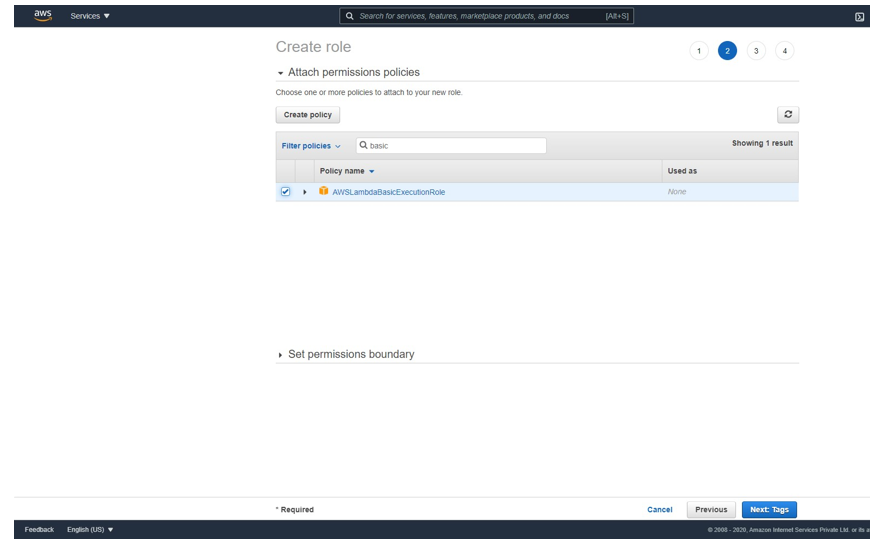 aws Services Search for services, features, marketplace products, and docs [Alt+S]
Create role 1 2 3 4
Attach permissions policies
Choose one or more policies to attach to your new role.
Create policy
Filter policies basic Showing 1 result
Policy name Used as
AWSLambdaBasicExecutionRole None
Set permissions boundary
* Required Cancel Previous Next: Tags
Feedback English (US) © 2008 - 2020, Amazon Internet Services Private Ltd. or its a